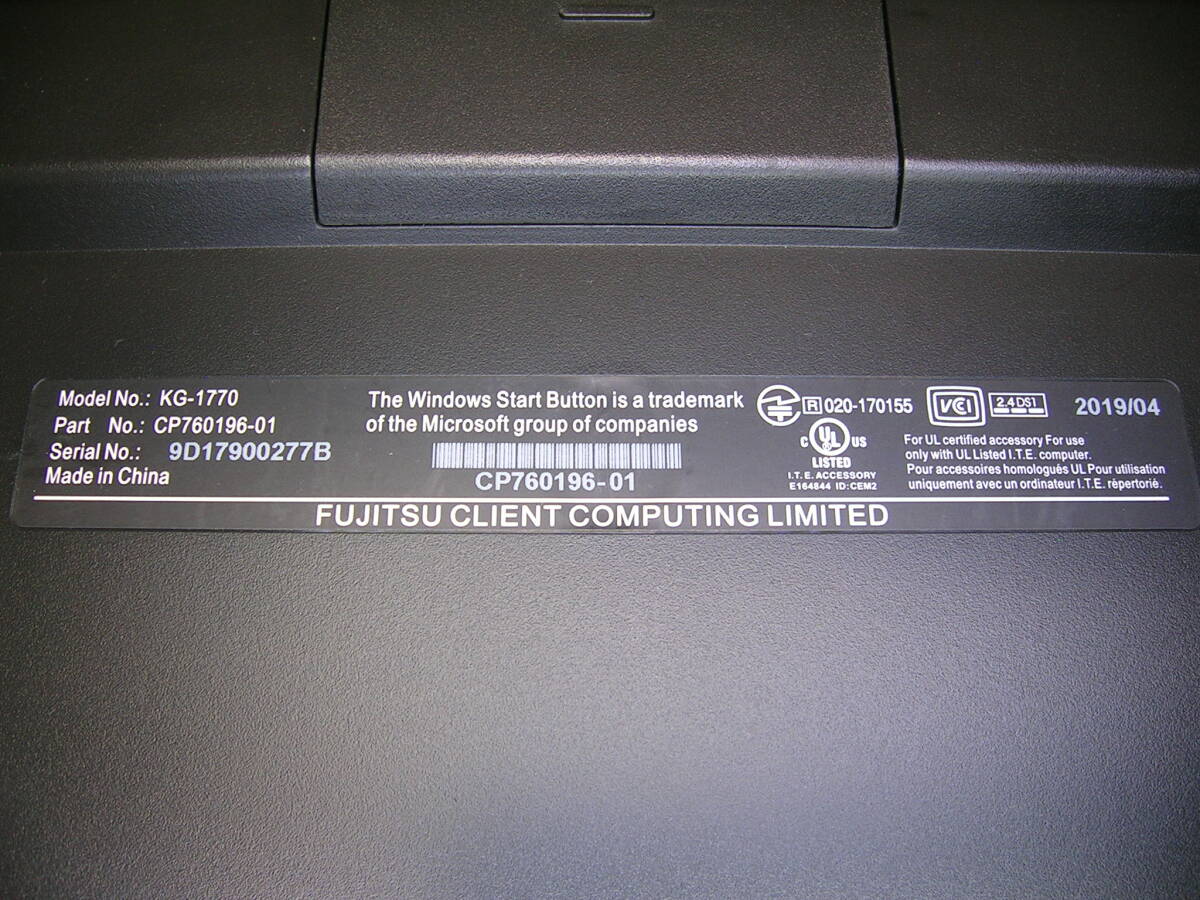 Model No.: KG-1770
Part No.: CP760196-01
Serial No.: 9D17900277B
Made in China
The Windows Start Button is a trademark
of the Microsoft group of companies
CP760196-01
R 020-170155
C UL US
LISTED
I.T.E. ACCESSORY
E164844 ID:CEM2
VCI
2.4 DS1
2019/04
For UL certified accessory For use
only with UL Listed I.T.E. computer.
Pour accessoires homologués UL Pour utilisation
uniquement avec un ordinateur I.T.E. répertorié.
FUJITSU CLIENT COMPUTING LIMITED